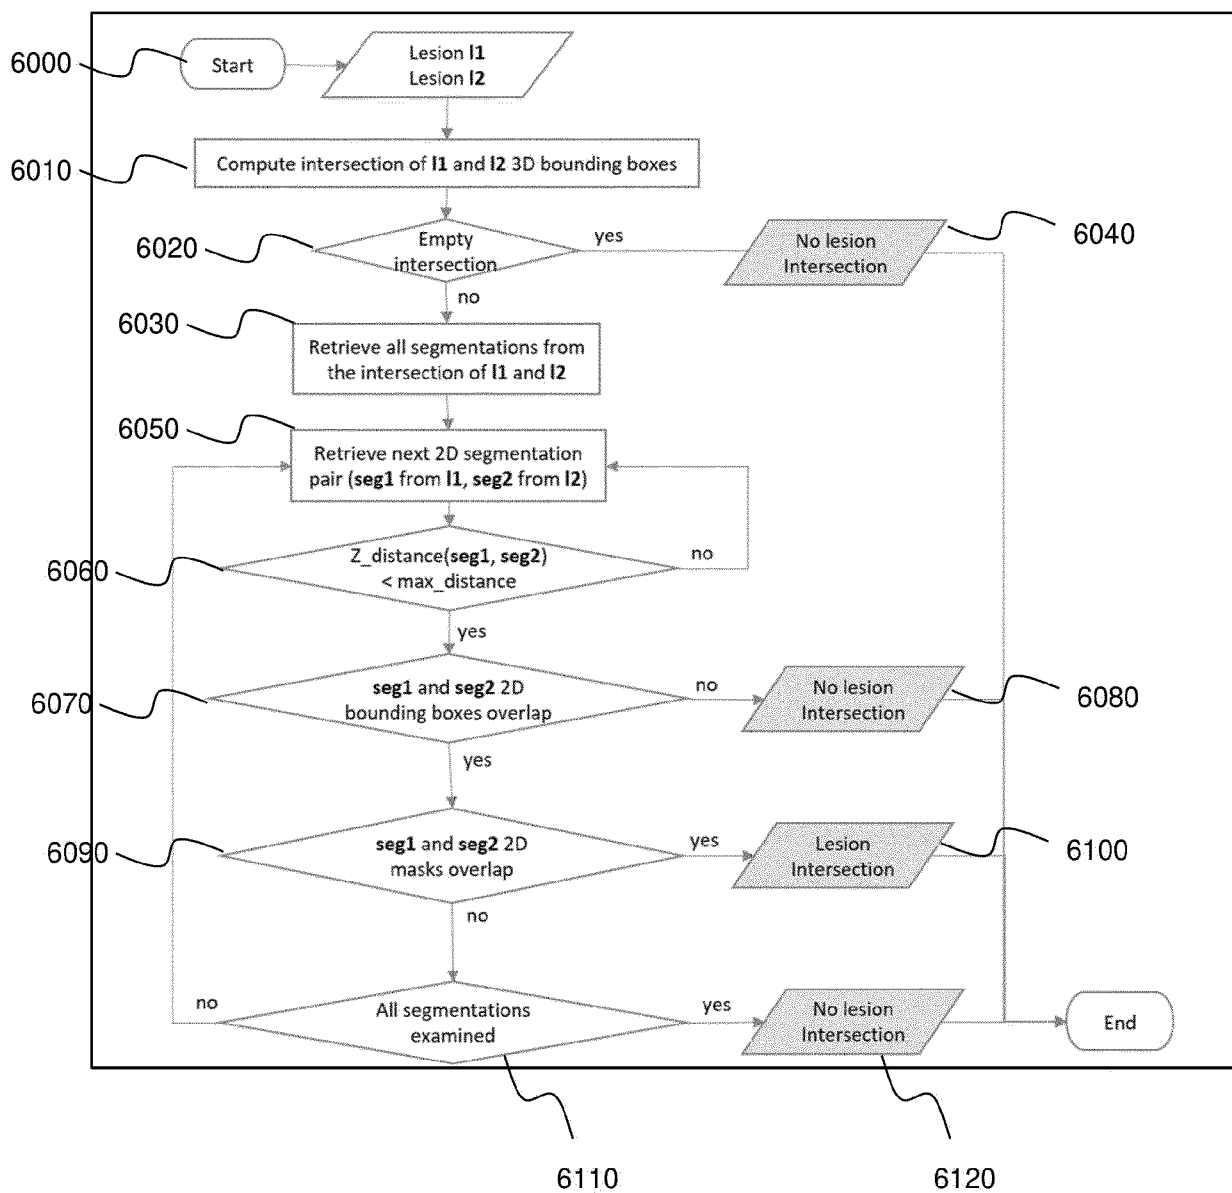 6000
Start
Lesion l1
Lesion l2
6010
Compute intersection of l1 and l2 3D bounding boxes
6020
Empty
intersection
yes
No lesion
Intersection
6040
no
6030
Retrieve all segmentations from
the intersection of l1 and l2
6050
Retrieve next 2D segmentation
pair (seg1 from l1, seg2 from l2)
6060
Z_distance(seg1, seg2)
< max_distance
no
yes
6070
seg1 and seg2 2D
bounding boxes overlap
no
No lesion
Intersection
6080
yes
6090
seg1 and seg2 2D
masks overlap
yes
Lesion
Intersection
6100
no
no
All segmentations
examined
yes
No lesion
Intersection
End
6110
6120